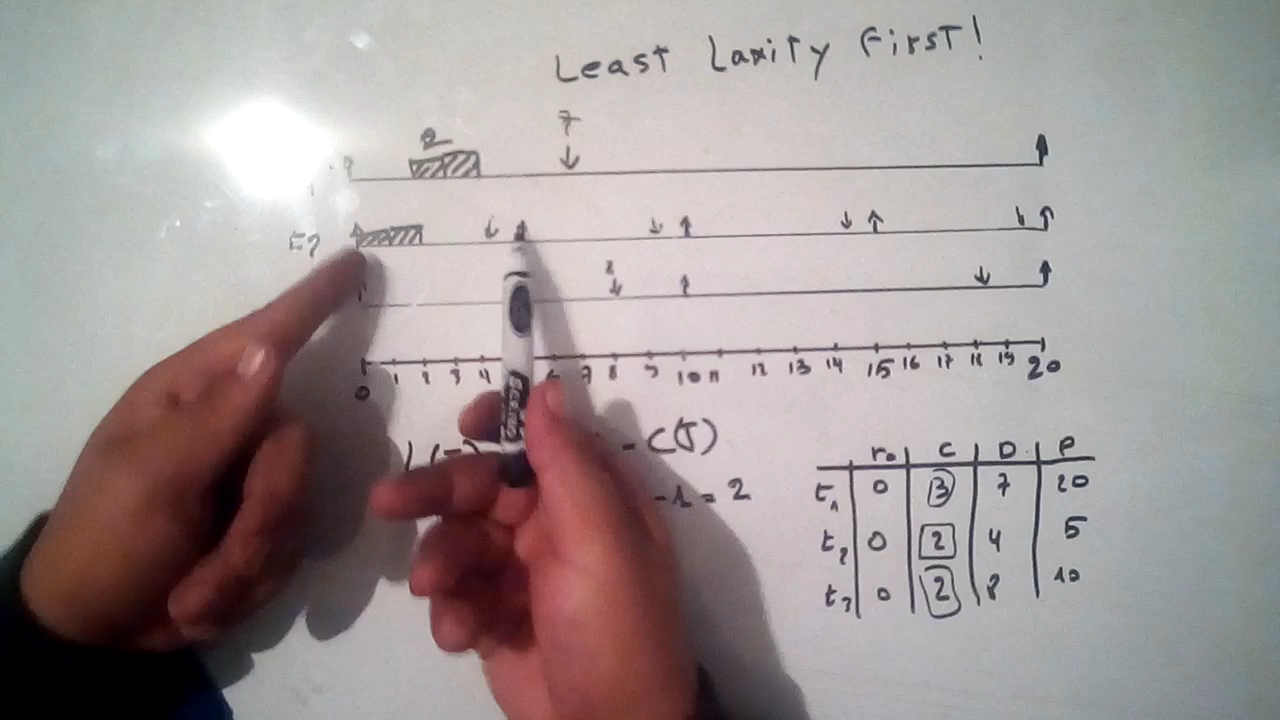 Least Laxity First!
2
7
t2
8
0 1 2 3 4 7 8 9 10 11 12 13 14 15 16 17 18 19 20
- C(J)
-1 = 2
r0 C D P
t1 0 3 7 20
t2 0 2 4 5
t3 0 2 8 10